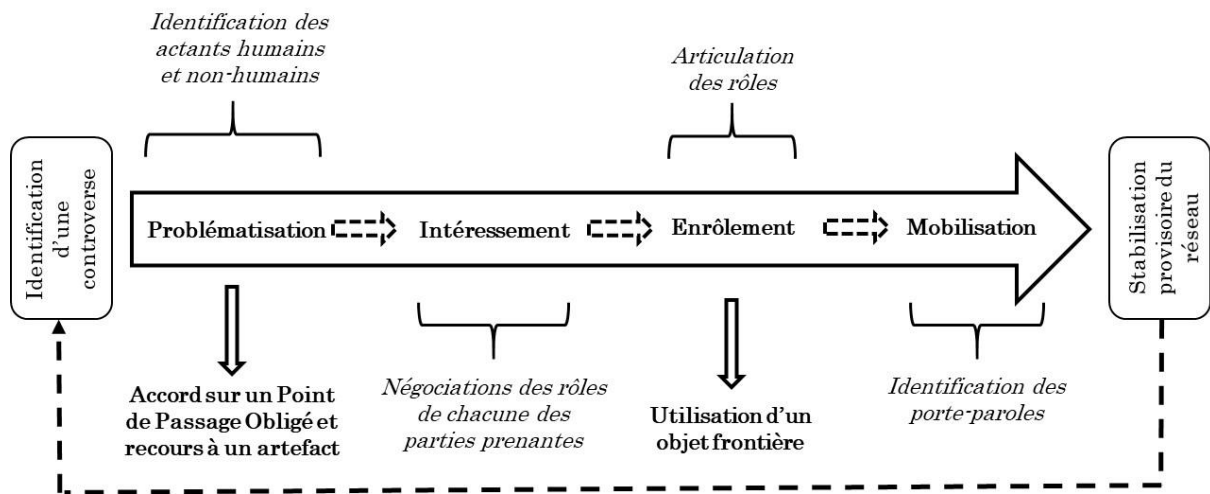 Identification des
actants humains
et non-humains
Articulation
des rôles
Identification
d’une
controverse
Problématisation
Intéressement
Enrôlement
Mobilisation
Stabilisation
provisoire du
réseau
Accord sur un Point
de Passage Obligé et
recours à un artefact
Négociations des rôles
de chacune des
parties prenantes
Utilisation d’un
objet frontière
Identification des
porte-paroles